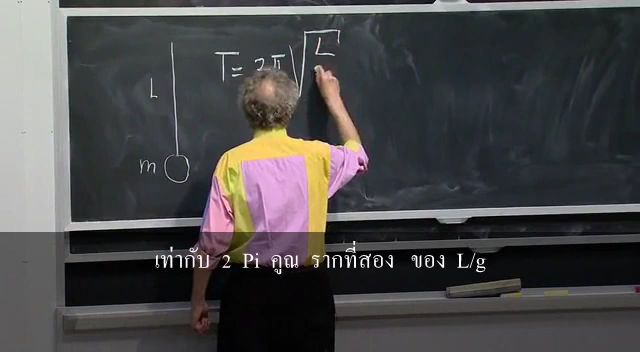 T = 2π √L
L
m
เท่ากับ 2 Pi คูณ รากที่สอง ของ L/g